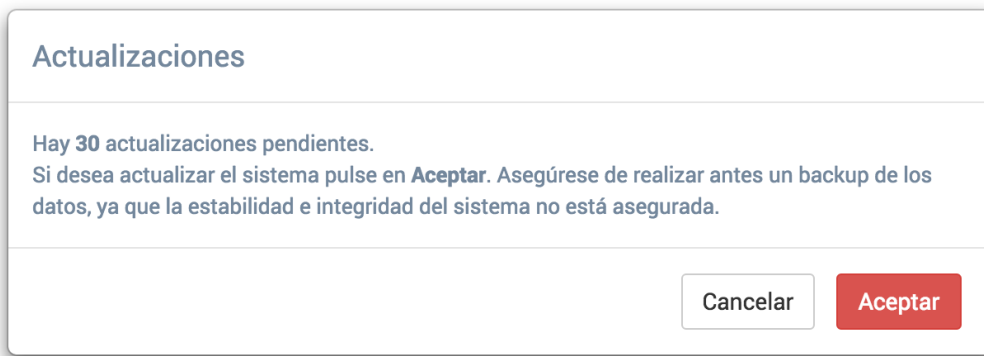 Actualizaciones
Hay 30 actualizaciones pendientes.
Si desea actualizar el sistema pulse en Aceptar. Asegúrese de realizar antes un backup de los
datos, ya que la estabilidad e integridad del sistema no está asegurada.
Cancelar
Aceptar